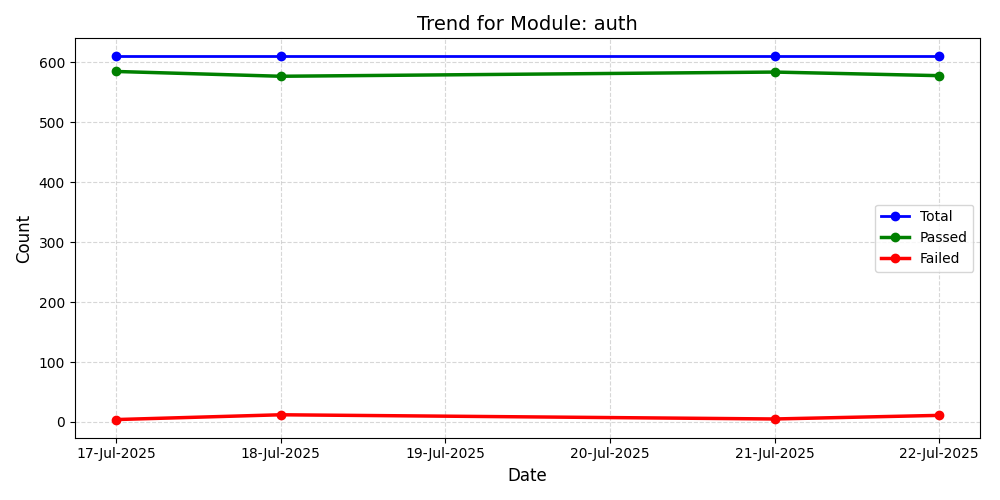 Trend for Module: auth
600
500
400
300
200
100
0
Count
Total
Passed
Failed
17-Jul-2025 18-Jul-2025 19-Jul-2025 20-Jul-2025 21-Jul-2025 22-Jul-2025
Date